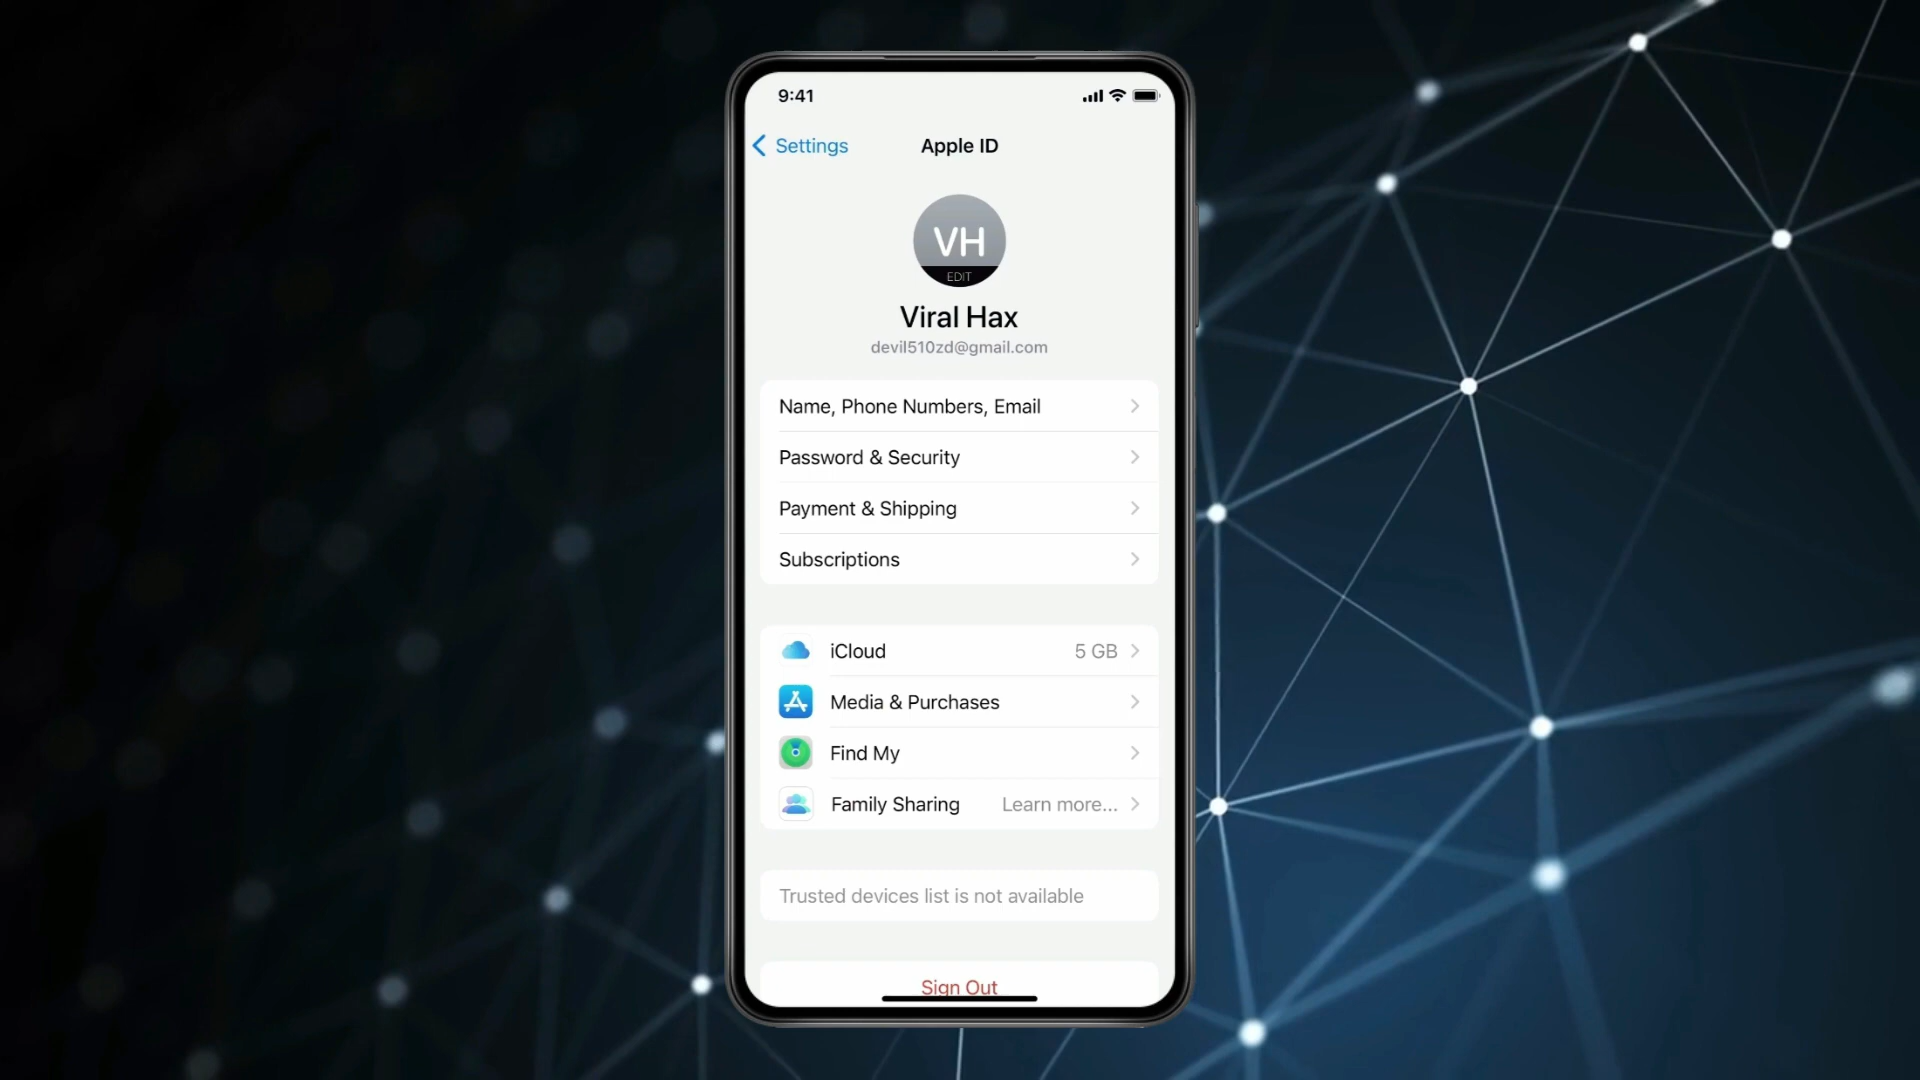 9:41
Settings
Apple ID
VH
EDIT
Viral Hax
devil510zd@gmail.com
Name, Phone Numbers, Email
Password & Security
Payment & Shipping
Subscriptions
iCloud 5 GB
Media & Purchases
Find My
Family Sharing Learn more...
Trusted devices list is not available
Sign Out